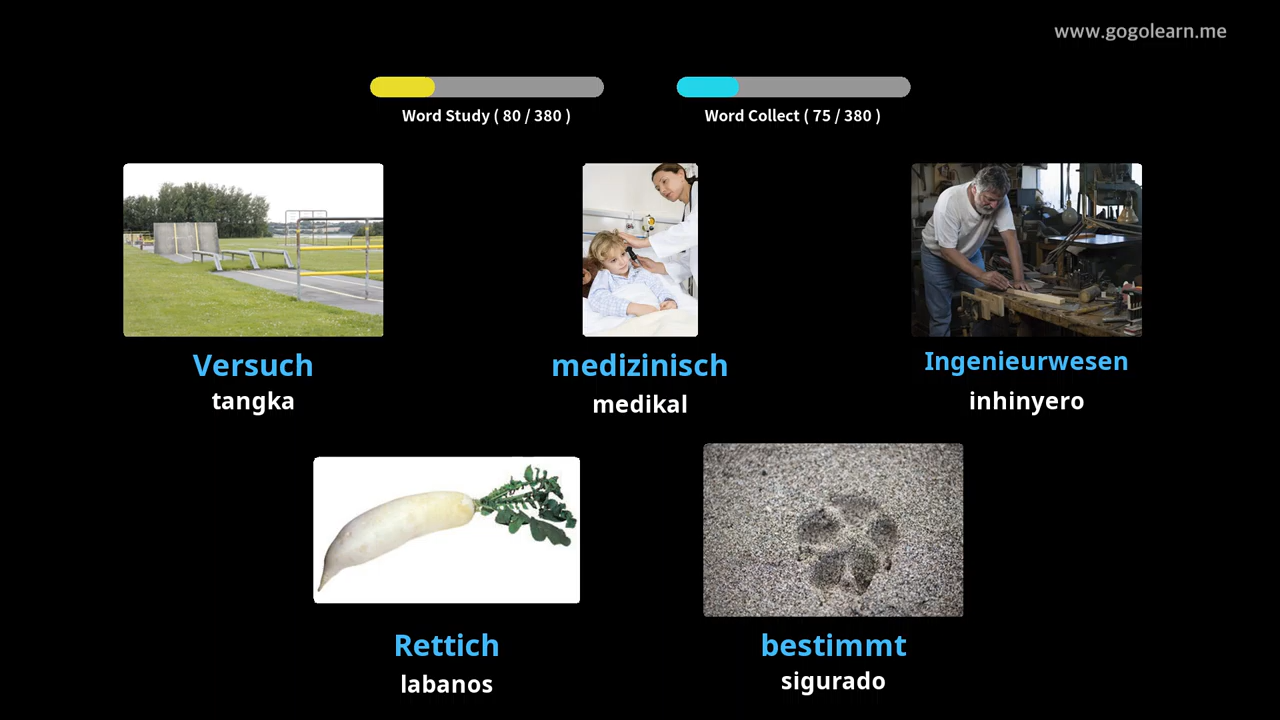 www.gogolearn.me
Word Study ( 80 / 380 )
Word Collect ( 75 / 380 )
Versuch
tangka
medizinisch
medikal
Ingenieurwesen
inhinyero
Rettich
labanos
bestimmt
sigurado